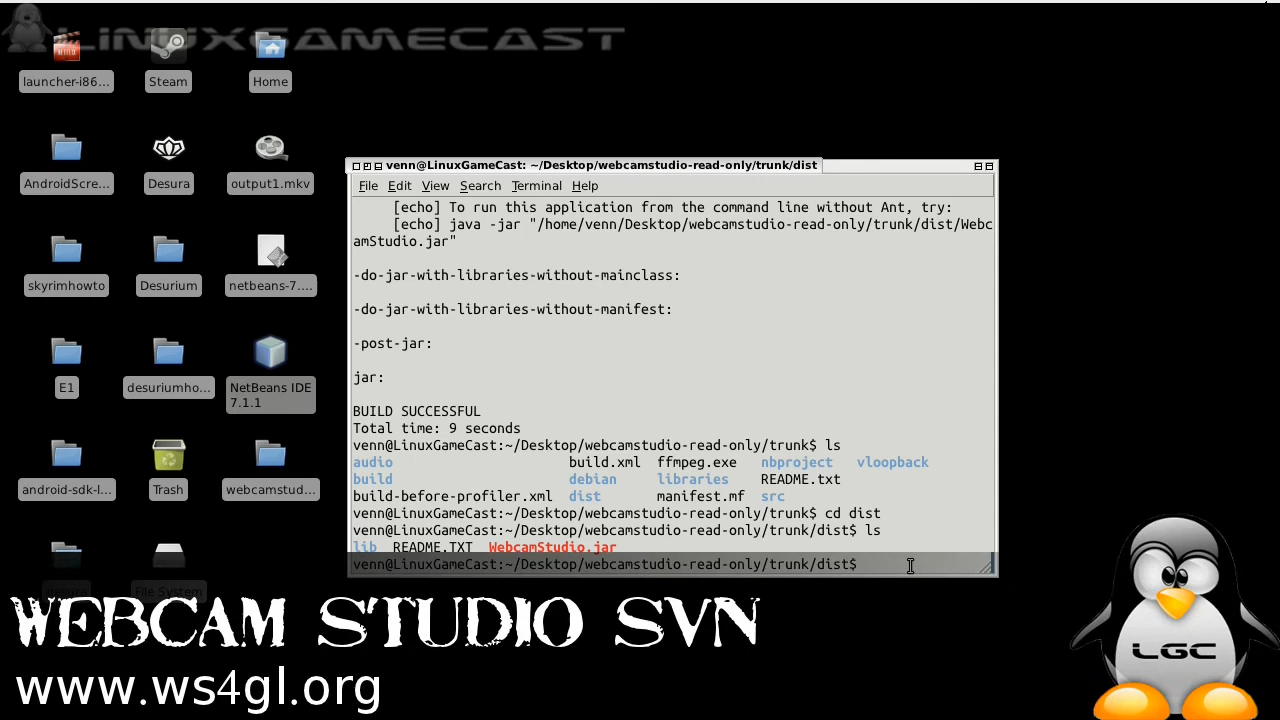 LINUXGAMECAST
launcher-i86...
Steam
Home
AndroidScre...
Desura
output1.mkv
skyrimhowto
Desurium
netbeans-7....
E1
desuriumho...
NetBeans IDE
7.1.1
android-sdk-l...
Trash
webcamstud...
File System
NETFLIX
venn@LinuxGameCast: ~/Desktop/webcamstudio-read-only/trunk/dist
File Edit View Search Terminal Help
[echo] To run this application from the command line without Ant, try:
[echo] java -jar "/home/venn/Desktop/webcamstudio-read-only/trunk/dist/Webc
amStudio.jar"
-do-jar-with-libraries-without-mainclass:
-do-jar-with-libraries-without-manifest:
-post-jar:
jar:
BUILD SUCCESSFUL
Total time: 9 seconds
venn@LinuxGameCast:~/Desktop/webcamstudio-read-only/trunk$ ls
audio build.xml ffmpeg.exe nbproject vloopback
build debian libraries README.txt
build-before-profiler.xml dist manifest.mf src
venn@LinuxGameCast:~/Desktop/webcamstudio-read-only/trunk$ cd dist
venn@LinuxGameCast:~/Desktop/webcamstudio-read-only/trunk/dist$ ls
lib README.TXT WebcamStudio.jar
venn@LinuxGameCast:~/Desktop/webcamstudio-read-only/trunk/dist$
WEBCAM STUDIO SVN
www.ws4gl.org
LGC